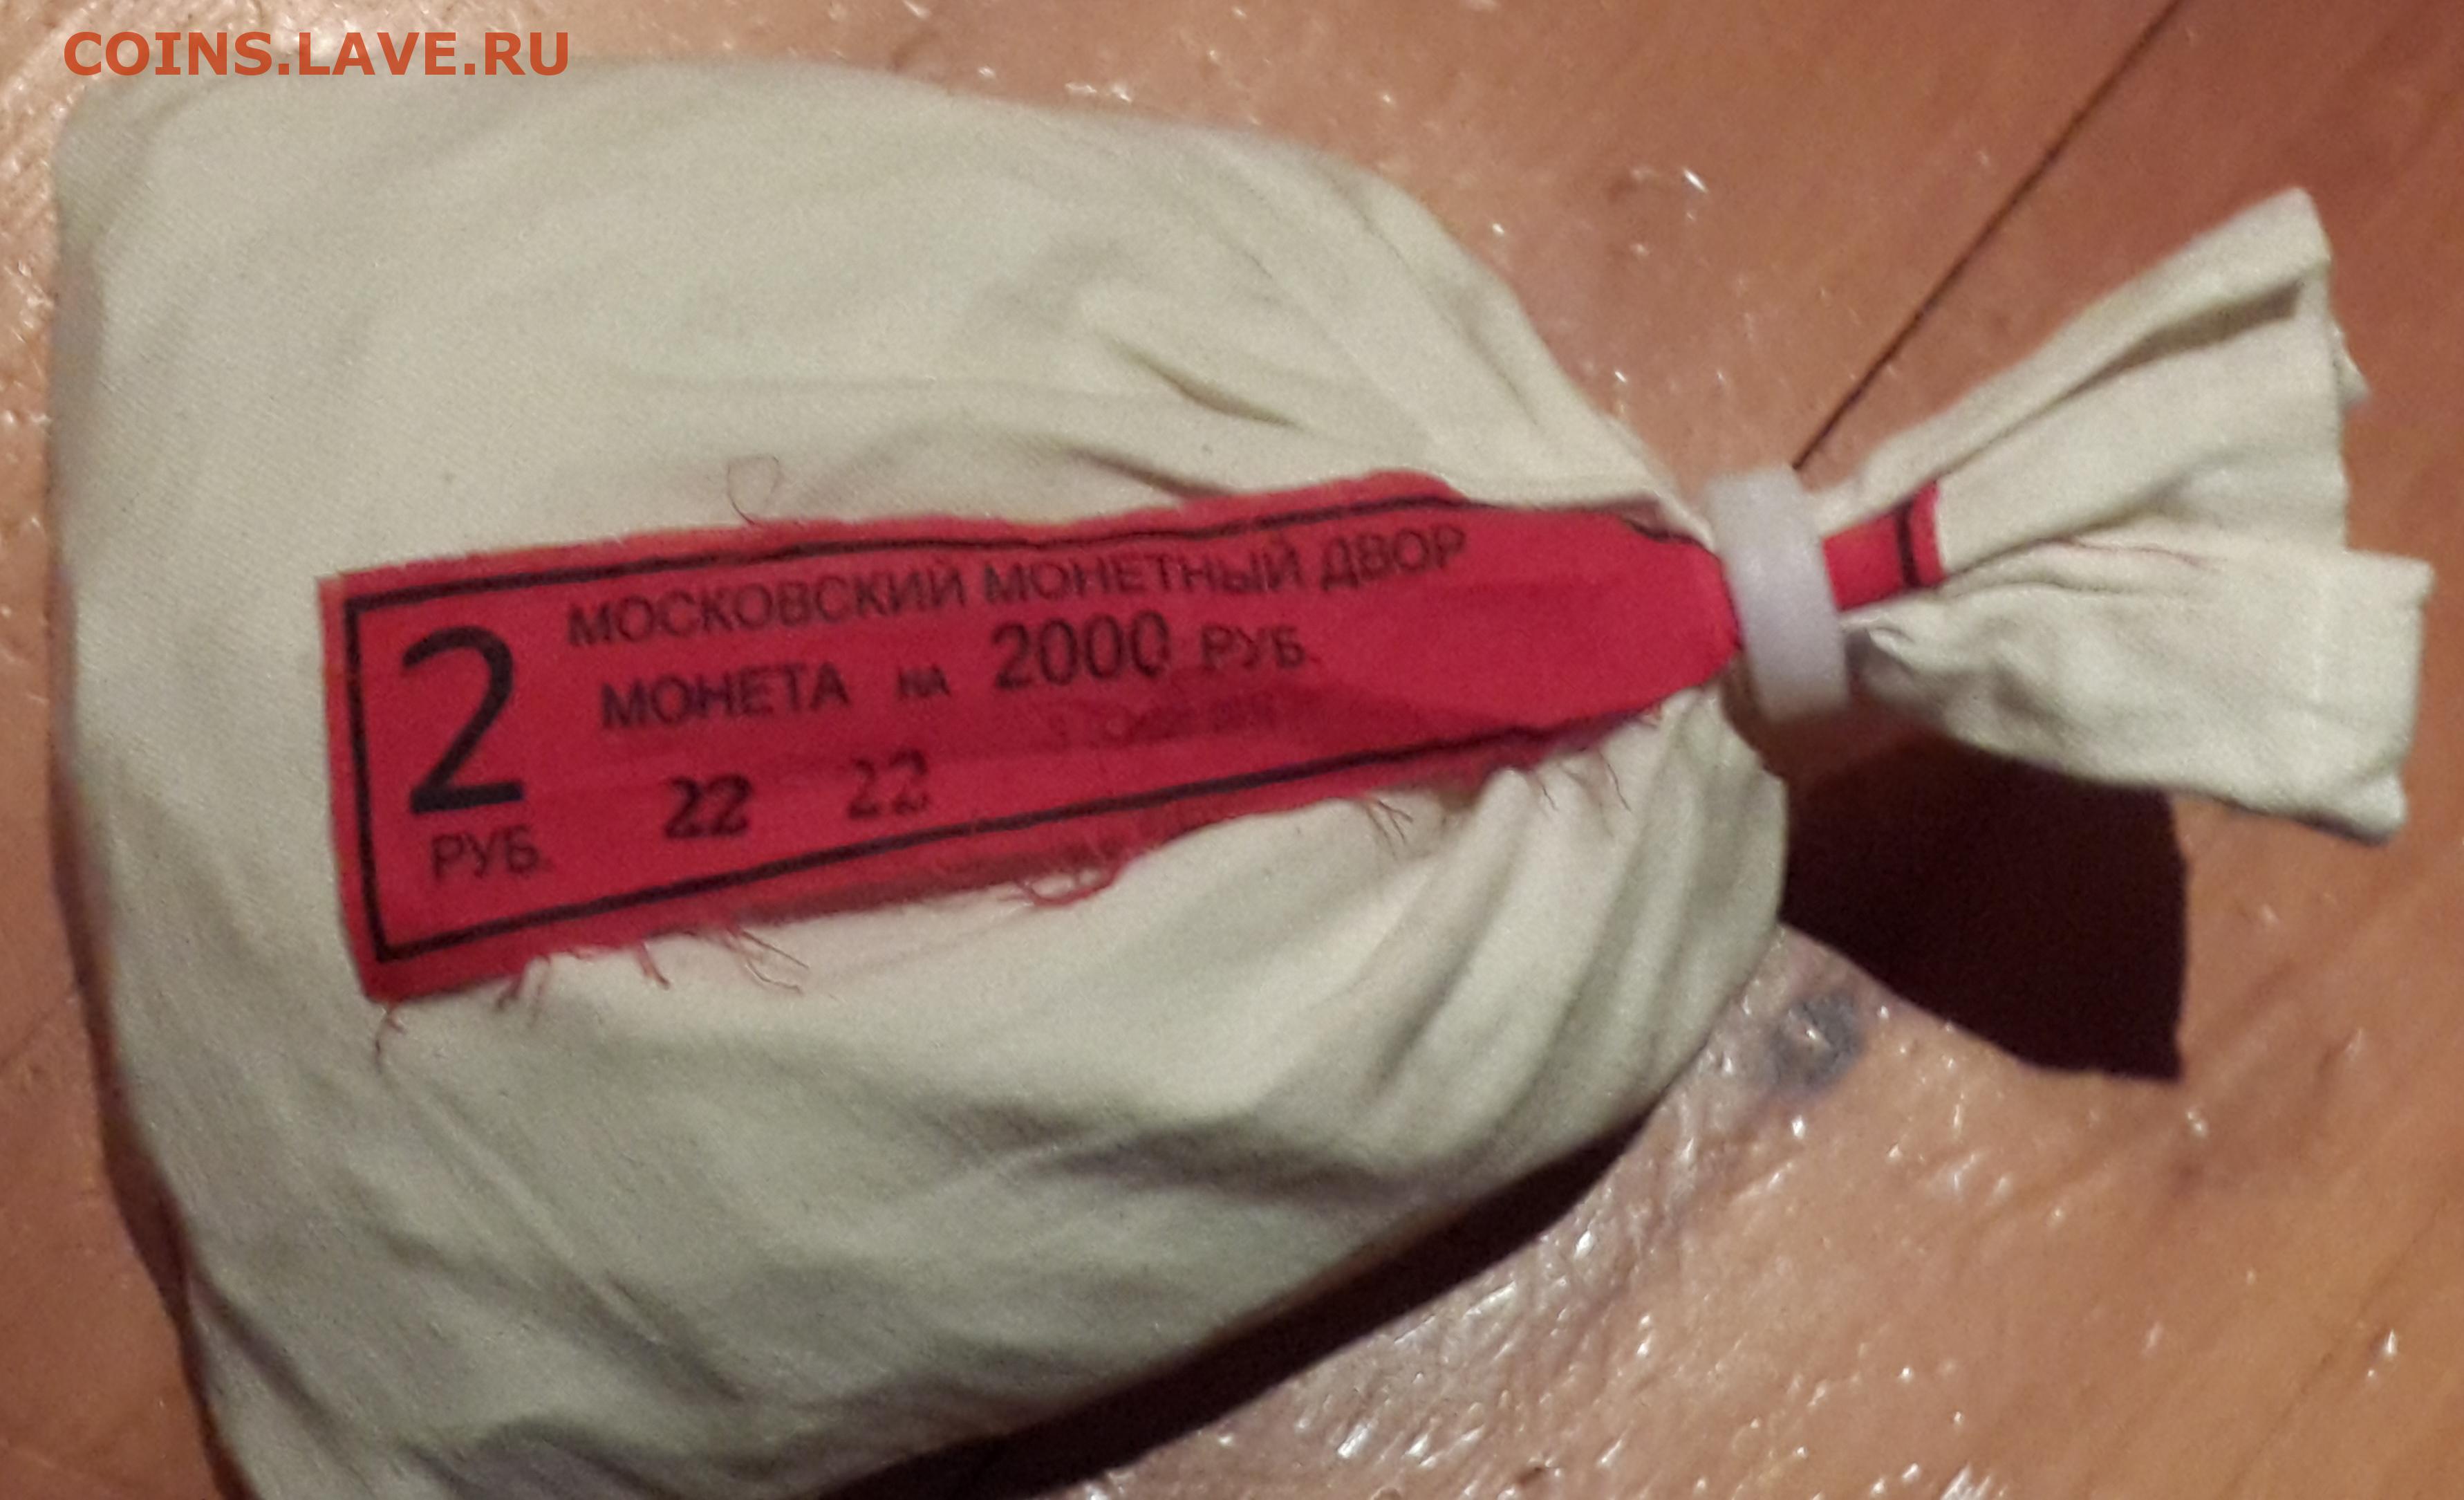 COINS.LAVE.RU
МОСКОВСКИЙ МОНЕТНЫЙ ДВОР
2 РУБ.
МОНЕТА НА 2000 РУБ.
22 22